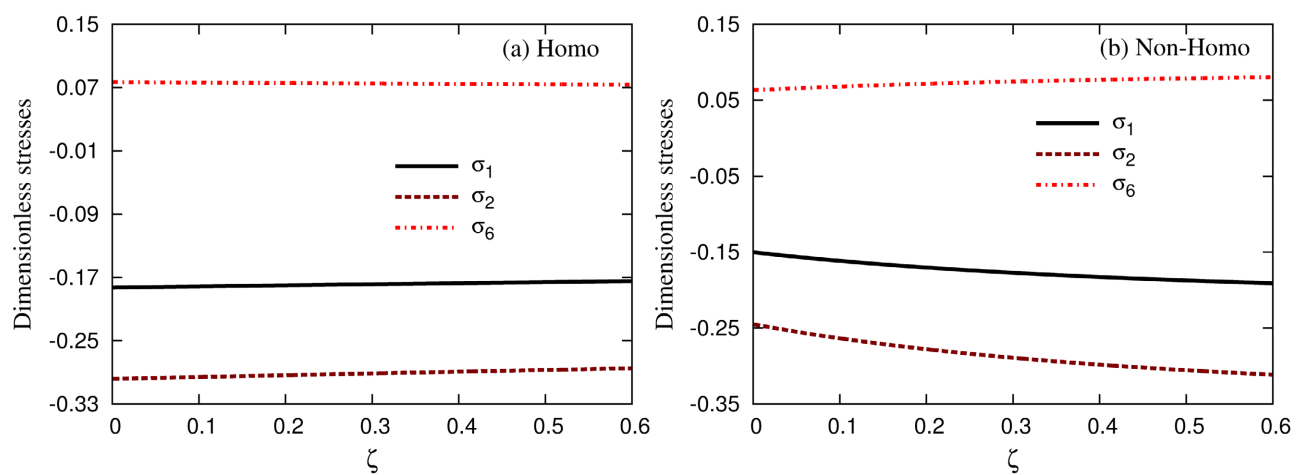 (a) Homo
0.15
0.07
-0.01
-0.09
-0.17
-0.25
-0.33
Dimensionless stresses
σ1
σ2
σ6
0 0.1 0.2 0.3 0.4 0.5 0.6
ζ
(b) Non-Homo
0.15
0.05
-0.05
-0.15
-0.25
-0.35
Dimensionless stresses
σ1
σ2
σ6
0 0.1 0.2 0.3 0.4 0.5 0.6
ζ